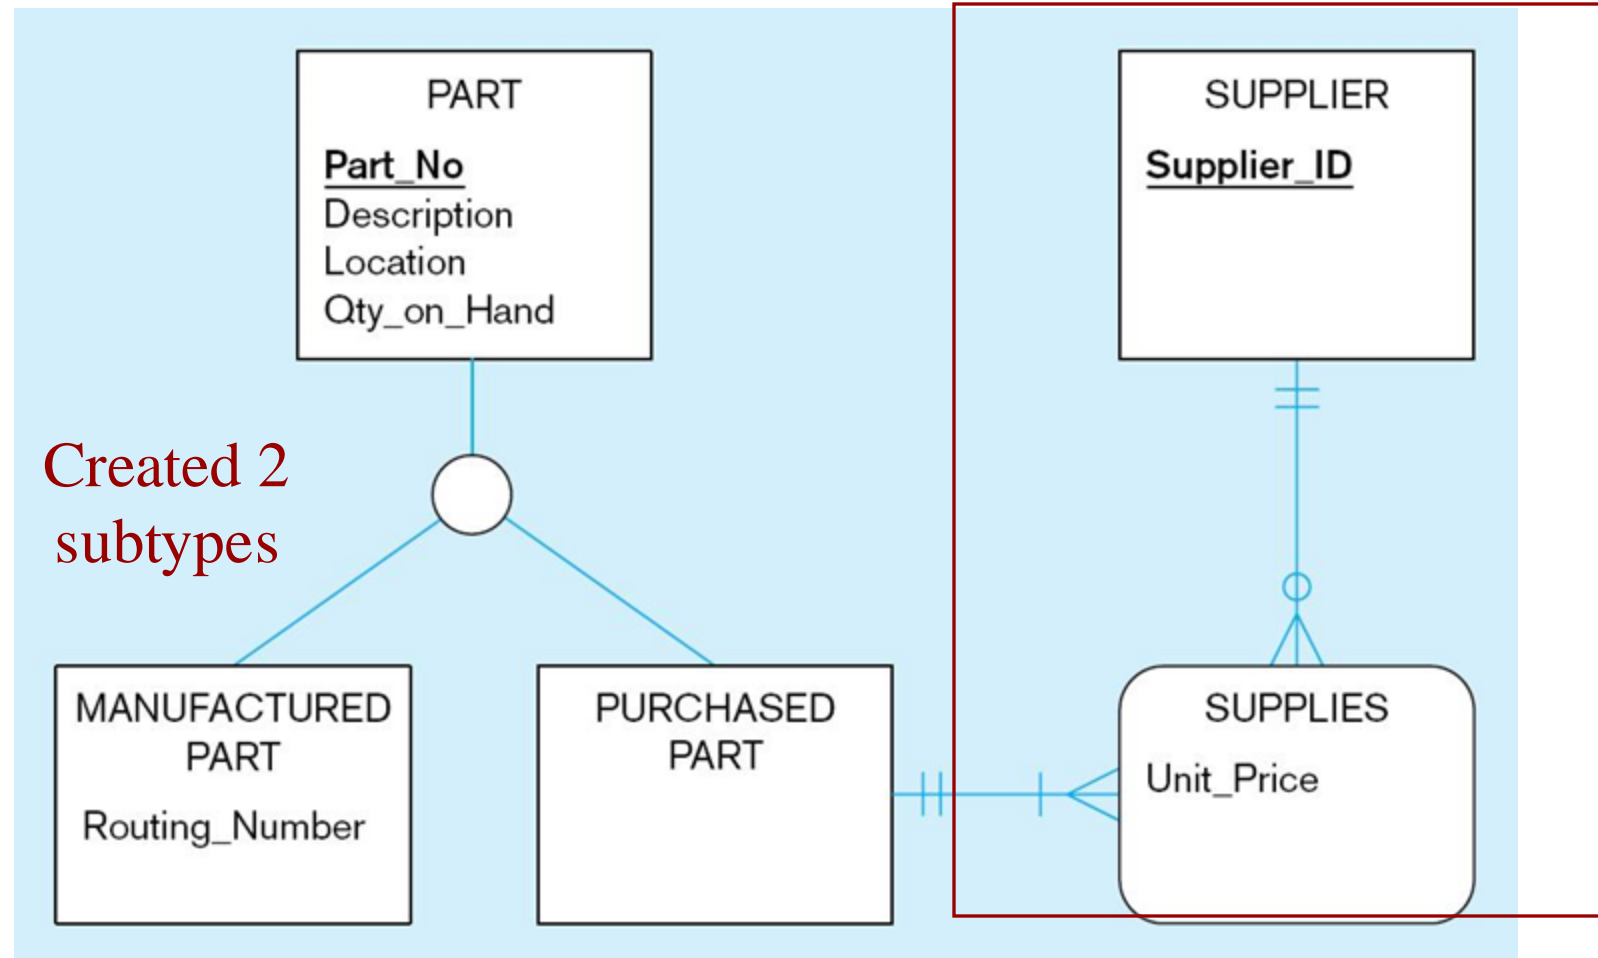 PART
Part_No
Description
Location
Qty_on_Hand
SUPPLIER
Supplier_ID
Created 2
subtypes
MANUFACTURED
PART
Routing_Number
PURCHASED
PART
SUPPLIES
Unit_Price